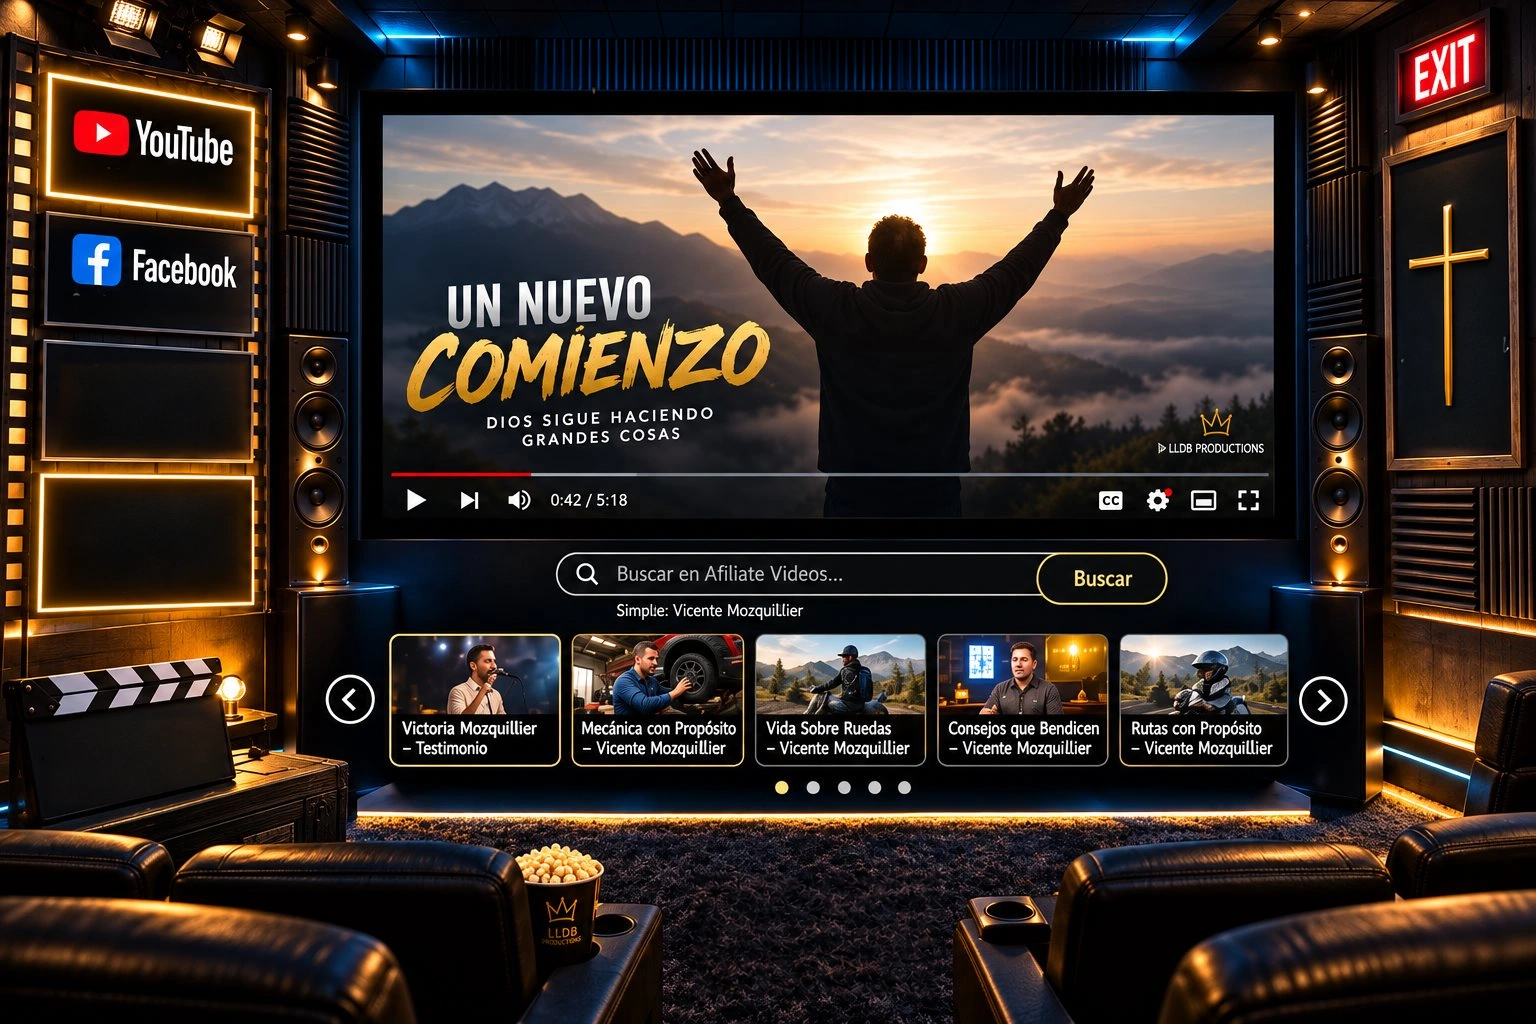 YouTube
Facebook
EXIT
UN NUEVO
COMIENZO
DIOS SIGUE HACIENDO
GRANDES COSAS
LLDB PRODUCTIONS
0:42 / 5:18
CC
Buscar en Afiliate Videos...
Buscar
Simple: Vicente Mozquillier
Victoria Mozquillier
– Testimonio
Mecánica con Propósito
– Vicente Mozquillier
Vida Sobre Ruedas
– Vicente Mozquillier
Consejos que Bendicen
– Vicente Mozquillier
Rutas con Propósito
– Vicente Mozquillier
LLDB
PRODUCTIONS